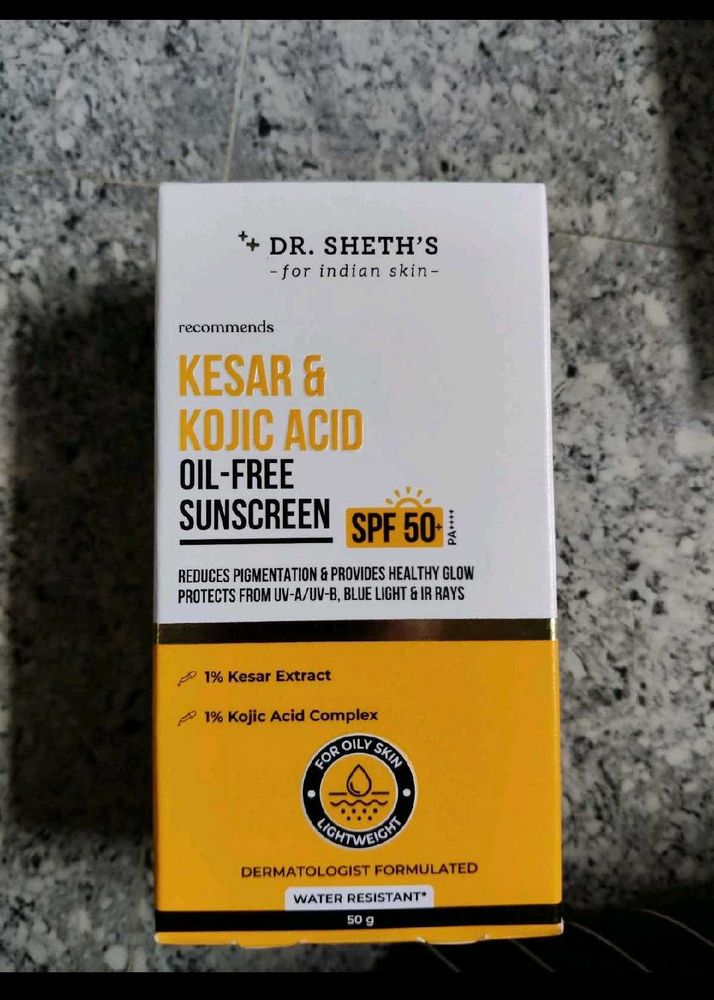 DR. SHETH'S
-for indian skin-
recommends
KESAR &
KOJIC ACID
OIL-FREE
SUNSCREEN
SPF 50+
PA++++
REDUCES PIGMENTATION & PROVIDES HEALTHY GLOW
PROTECTS FROM UV-A/UV-B, BLUE LIGHT & IR RAYS
1% Kesar Extract
1% Kojic Acid Complex
FOR OILY SKIN
LIGHTWEIGHT
DERMATOLOGIST FORMULATED
WATER RESISTANT*
50 g